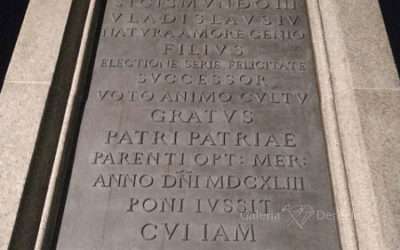 SIGISMVNDO III
VLADISLAVS IV
NATVRA AMORE GENIO
FILIVS
ELECTIONE SERIE FELICITATE
SVCCESSOR
VOTO ANIMO CVLTV
GRATVS
PATRI PATRIAE
PARENTI OPT: MER:
ANNO DÑI MDCXLIII
PONI IVSSIT
CVI IAM
Galeria